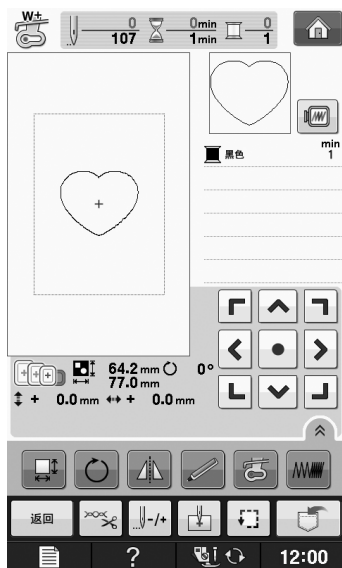 W±
0 0min 0
107 1min 1
min
黒色 1
64.2 mm 0°
77.0 mm
+ 0.0 mm + 0.0 mm
返回 -/+
? 12:00